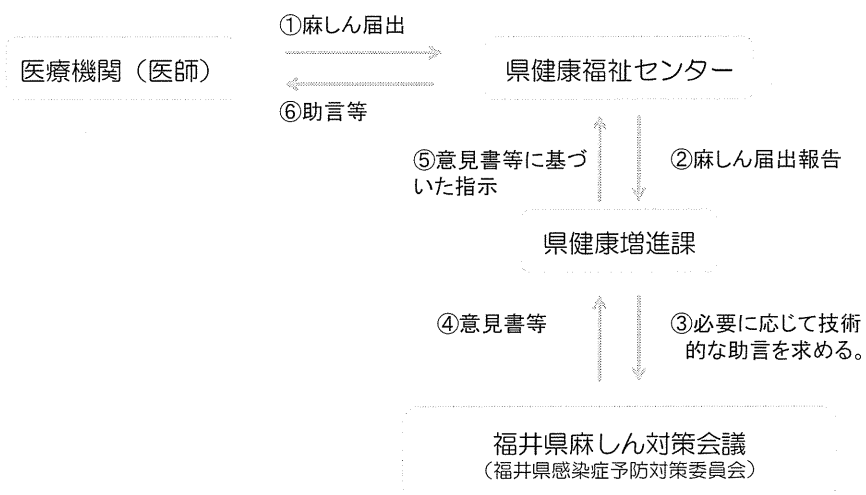 ①麻しん届出
医療機関（医師）
県健康福祉センター
⑥助言等
⑤意見書等に基づ
いた指示
②麻しん届出報告
県健康増進課
④意見書等
③必要に応じて技術
的な助言を求める。
福井県麻しん対策会議
（福井県感染症予防対策委員会）